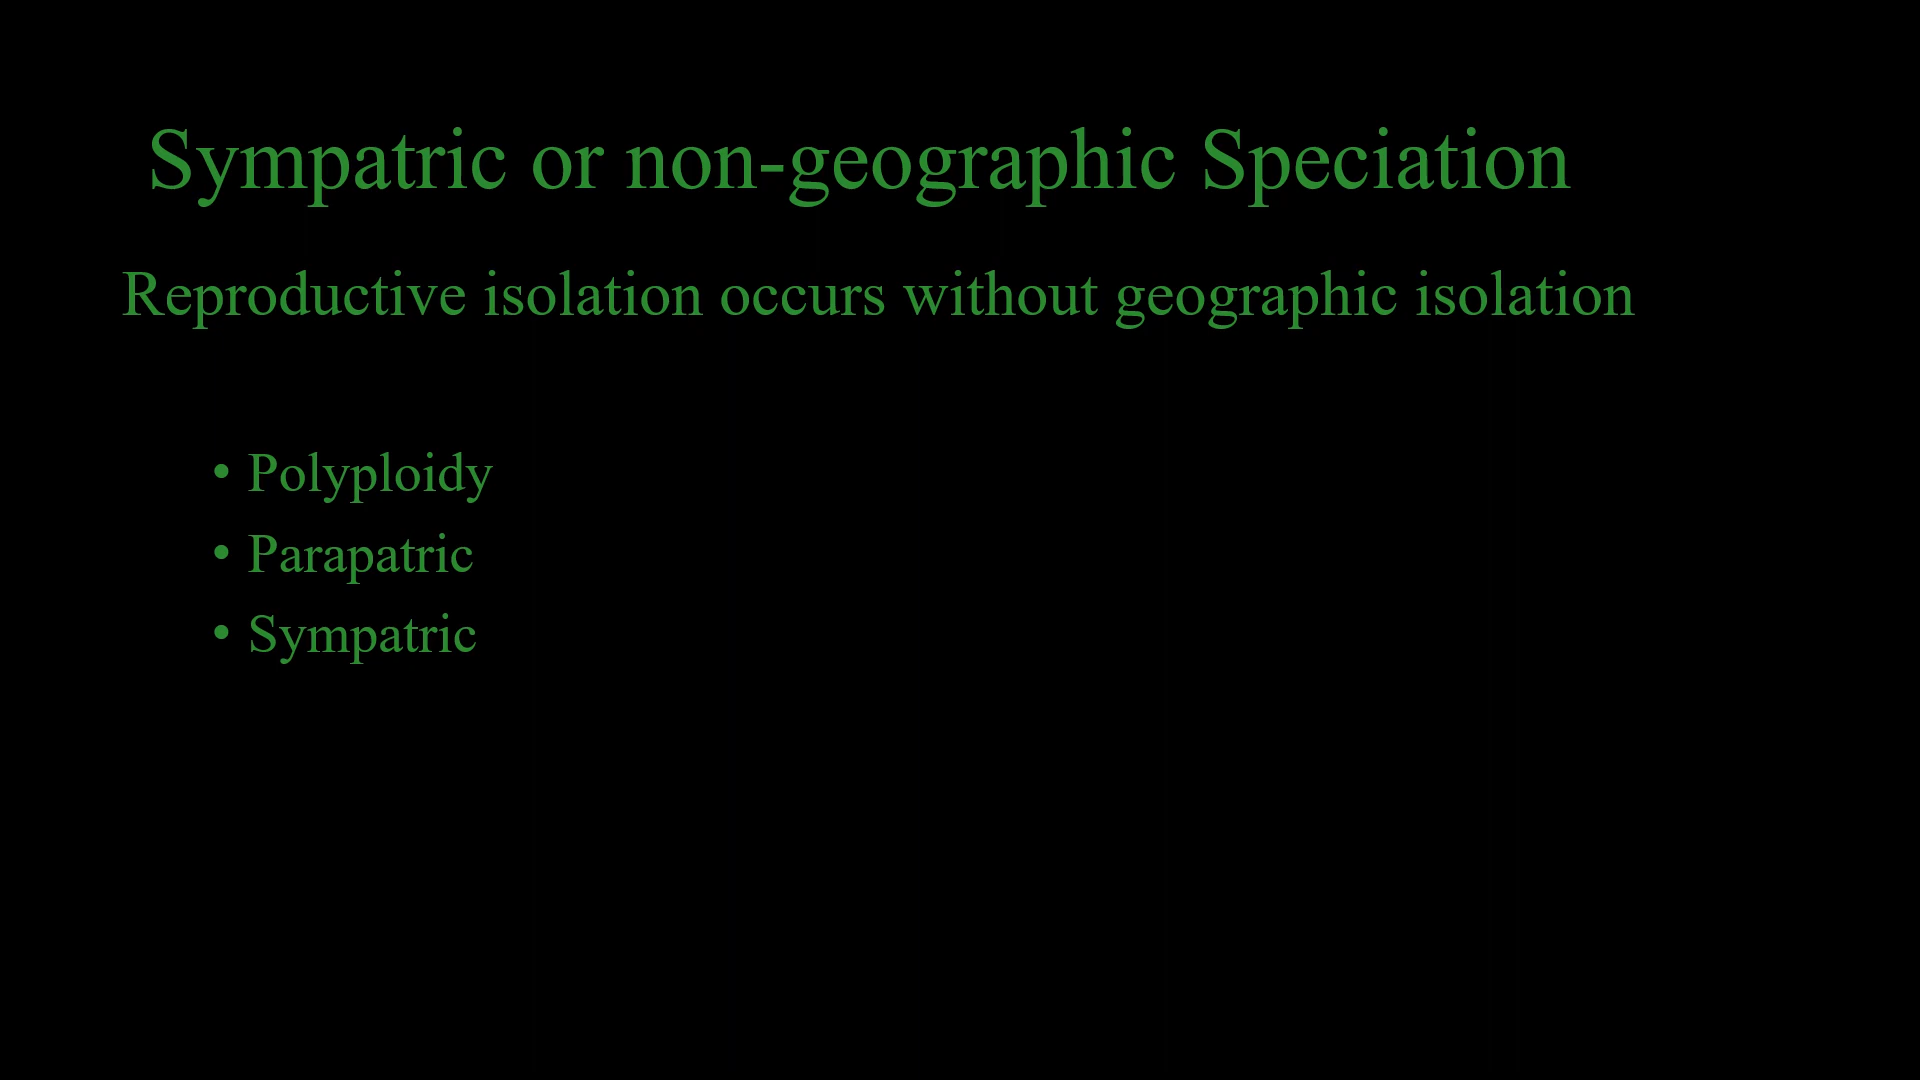 Sympatric or non-geographic Speciation
Reproductive isolation occurs without geographic isolation
• Polyploidy
• Parapatric
• Sympatric